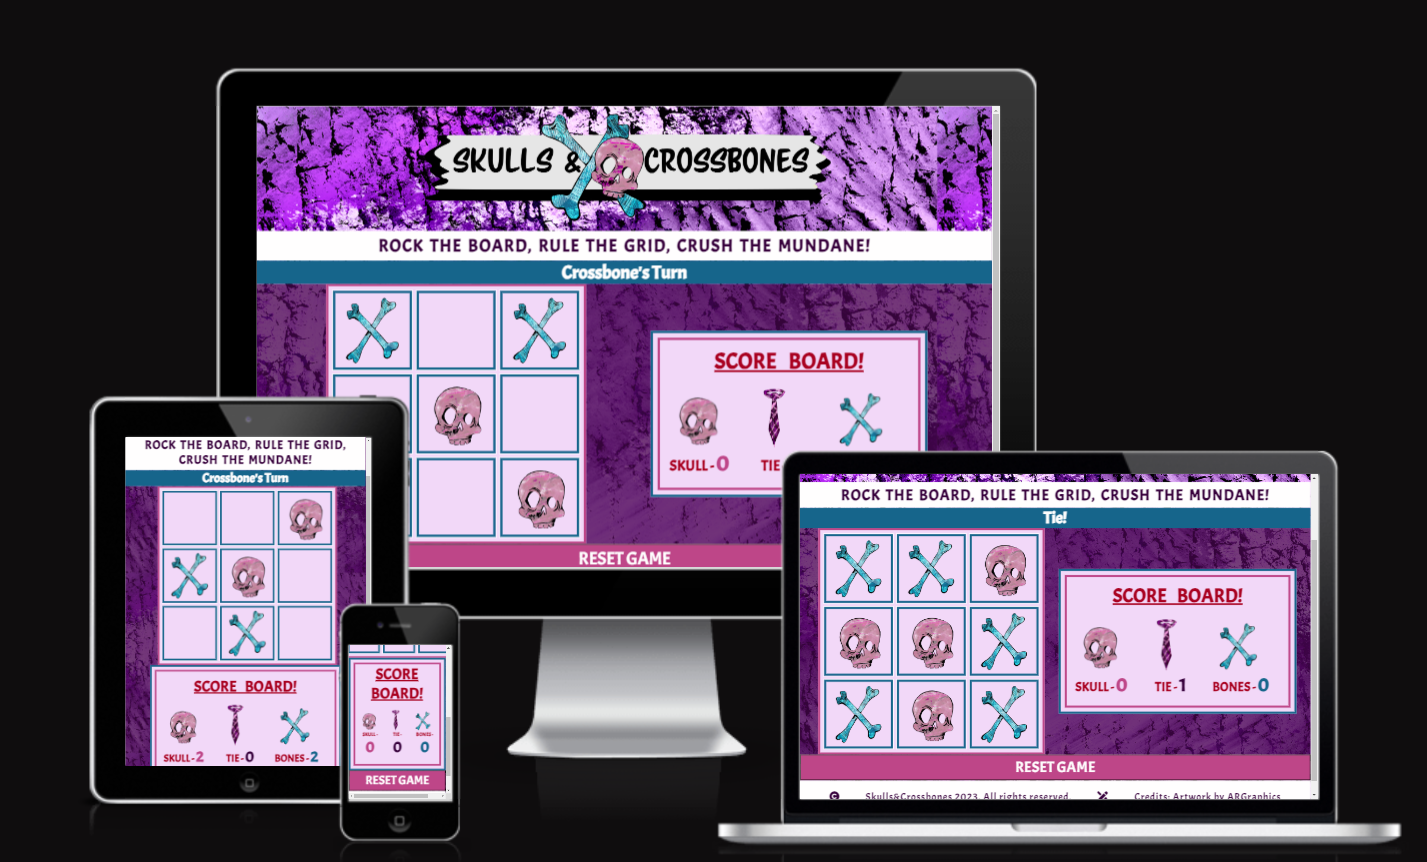 SKULLS & CROSSBONES
ROCK THE BOARD, RULE THE GRID, CRUSH THE MUNDANE!
Crossbone's Turn
SCORE BOARD!
SKULL-0 TIE
RESET GAME
ROCK THE BOARD, RULE THE GRID,
CRUSH THE MUNDANE!
Crossbone's Turn
SCORE BOARD!
SKULL-2 TIE-0 BONES-2
SCORE
BOARD!
SKULL- TIE- BONES-
0 0 0
RESET GAME
ROCK THE BOARD, RULE THE GRID, CRUSH THE MUNDANE!
Tie!
SCORE BOARD!
SKULL-0 TIE-1 BONES-0
RESET GAME
Skulls&Crossbones 2023. All rights reserved Credits: Artwork by ARGraphics